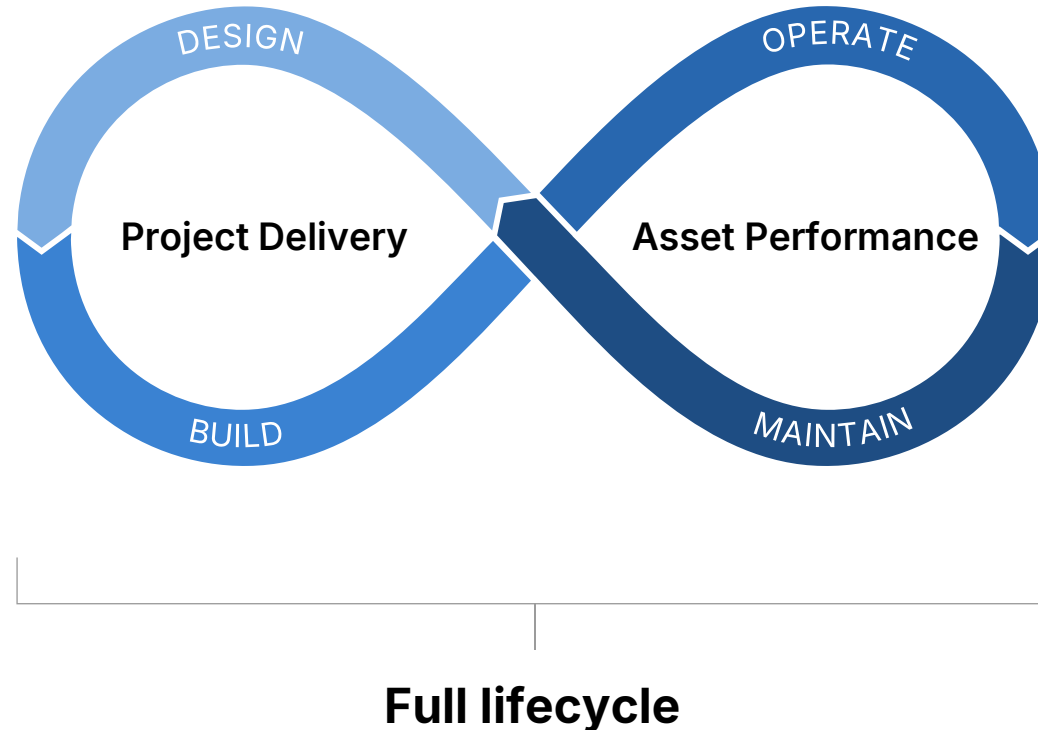 DESIGN
OPERATE
Project Delivery
Asset Performance
BUILD
MAINTAIN
Full lifecycle